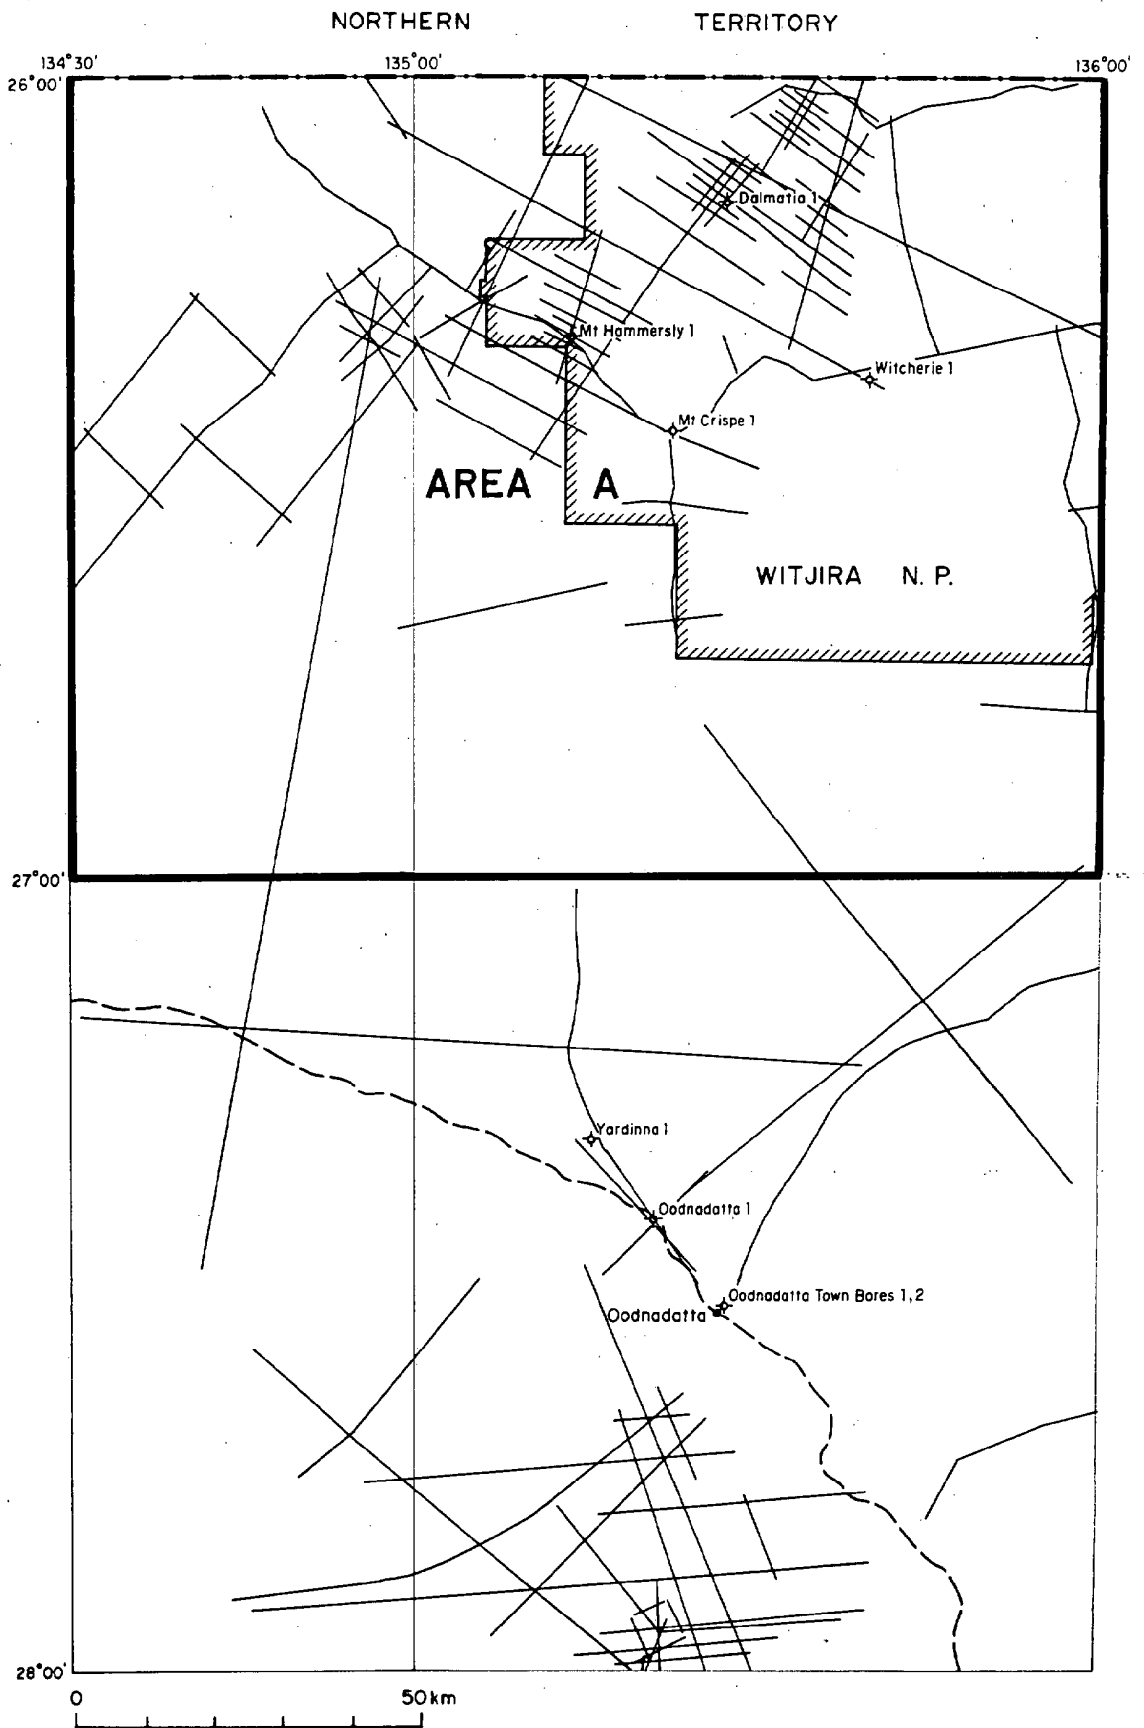 NORTHERN TERRITORY
134°30' 135°00' 136°00'
26°00'
Dalmatia 1
Mt Hammersly 1
Witcherie 1
Mt Crispe 1
AREA A
WITJIRA N. P.
27°00'
Yardinna 1
Oodnadatta 1
Oodnadatta Town Bores 1,2
Oodnadatta
28°00'
0 50 km